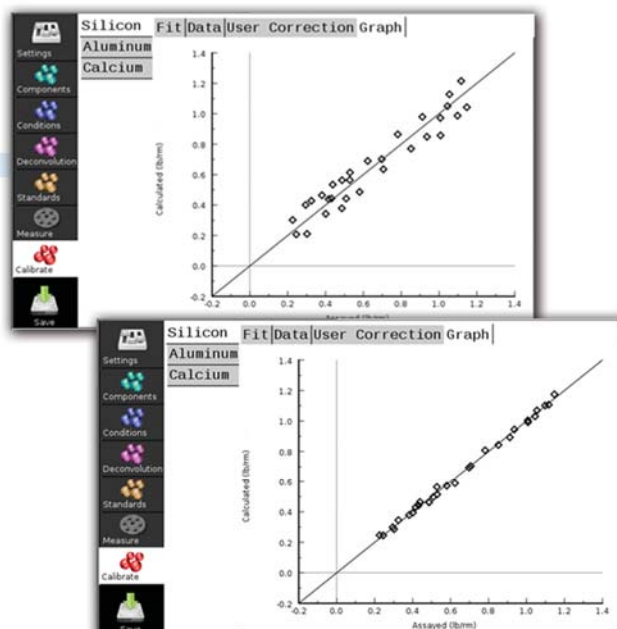 Silicon Fit Data User Correction Graph
Settings
Aluminum
Calcium
Components
Conditions
Deconvolution
Standards
Measure
Calibrate
Save
Calculated (lb/rm)
1.4
1.2
1.0
0.8
0.6
0.4
0.2
0.0
-0.2
-0.2 0.0 0.2 0.4 0.6 0.8 1.0 1.2 1.4
Assayed (lb/rm)
Silicon Fit Data User Correction Graph
Settings
Aluminum
Calcium
Components
Conditions
Deconvolution
Standards
Measure
Calibrate
Save
Calculated (lb/rm)
1.4
1.2
1.0
0.8
0.6
0.4
0.2
0.0
-0.2
-0.2 0.0 0.2 0.4 0.6 0.8 1.0 1.2 1.4
Assayed (lb/rm)